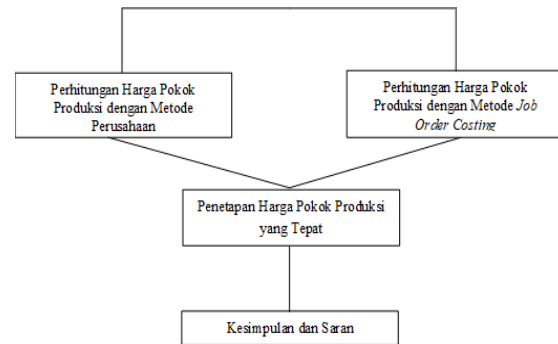 Perhitungan Harga Pokok
Produksi dengan Metode
Perusahaan
Perhitungan Harga Pokok
Produksi dengan Metode Job
Order Costing
Penetapan Harga Pokok Produksi
yang Tepat
Kesimpulan dan Saran